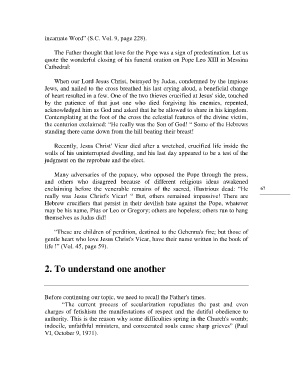 incarnate Word" (S.C. Vol. 9, page 228).
The Father thought that love for the Pope was a sign of predestination. Let us
quote the wonderful closing of his funeral oration on Pope Leo XIII in Messina
Cathedral:
When our Lord Jesus Christ, betrayed by Judas, condemned by the impious
Jews, and nailed to the cross breathed his last crying aloud, a beneficial change
of heart resulted in a few. One of the two thieves crucified at Jesus' side, touched
by the patience of that just one who died forgiving his enemies, repented,
acknowledged him as God and asked that he be allowed to share in his kingdom.
Contemplating at the foot of the cross the celestial features of the divine victim,
the centurion exclaimed: "He really was the Son of God! " Some of the Hebrews
standing there came down from the hill beating their breast!
Recently, Jesus Christ' Vicar died after a wretched, crucified life inside the
walls of his uninterrupted dwelling, and his last day appeared to be a test of the
judgment on the reprobate and the elect.
Many adversaries of the papacy, who opposed the Pope through the press,
and others who disagreed because of different religious ideas awakened
exclaiming before the venerable remains of the sacred, illustrious dead: "He
really was Jesus Christ's Vicar! " But, others remained impassive! There are
Hebrew crucifiers that persist in their devilish hate against the Pope, whatever
may be his name, Pius or Leo or Gregory; others are hopeless; others run to hang
themselves as Judas did!
67
"These are children of perdition, destined to the Gehenna's fire; but those of
gentle heart who love Jesus Christ's Vicar, have their name written in the book of
life !" (Vol. 45, page 59).
2. To understand one another
Before continuing our topic, we need to recall the Father's times.
"The current process of secularization repudiates the past and even
charges of fetishism the manifestations of respect and the dutiful obedience to
authority. This is the reason why some difficulties spring in the Church's womb;
indocile, unfaithful ministers, and consecrated souls cause sharp griefs" (Paul
VI, October 9, 1971).